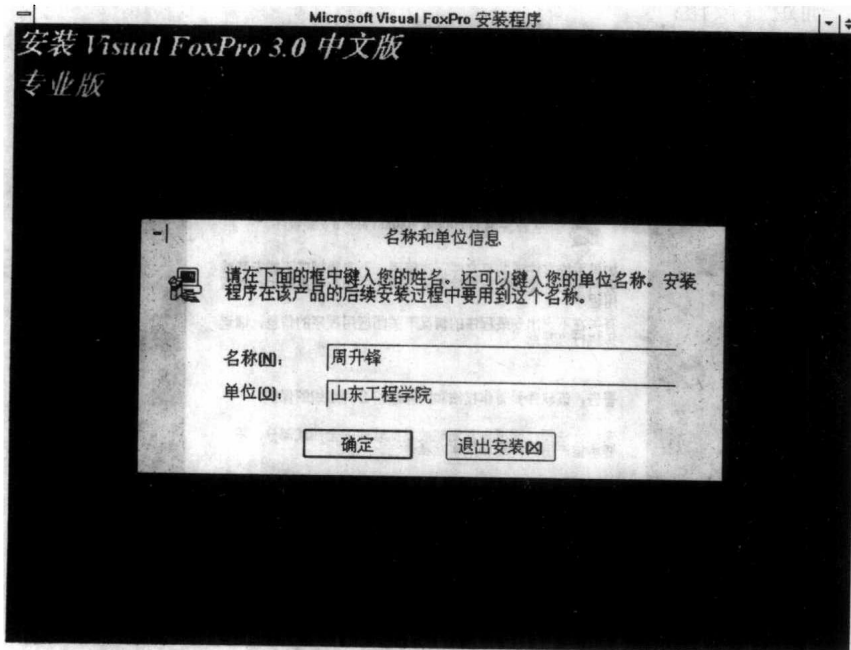 Microsoft Visual FoxPro 安装程序
安装 Visual FoxPro 3.0 中文版
专业版
名称和单位信息
请在下面的框中键入您的姓名。还可以键入您的单位名称。安装
程序在该产品的后续安装过程中要用到这个名称。
名称(N):
周升锋
单位(O):
山东工程学院
确定
退出安装(X)